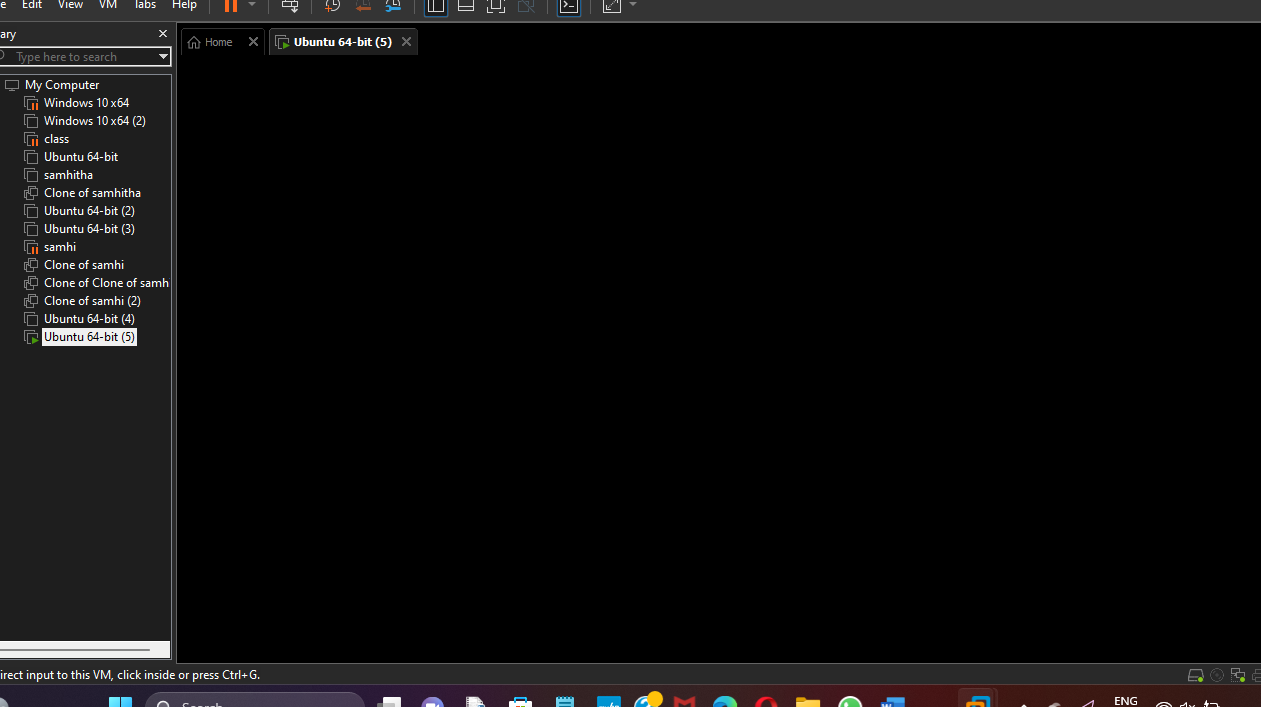 e Edit View VM Tabs Help
ary
Type here to search
Home
Ubuntu 64-bit (5)
My Computer
Windows 10 x64
Windows 10 x64 (2)
class
Ubuntu 64-bit
samhitha
Clone of samhitha
Ubuntu 64-bit (2)
Ubuntu 64-bit (3)
samhi
Clone of samhi
Clone of Clone of samh
Clone of samhi (2)
Ubuntu 64-bit (4)
Ubuntu 64-bit (5)
irect input to this VM, click inside or press Ctrl+G.
Search
ENG